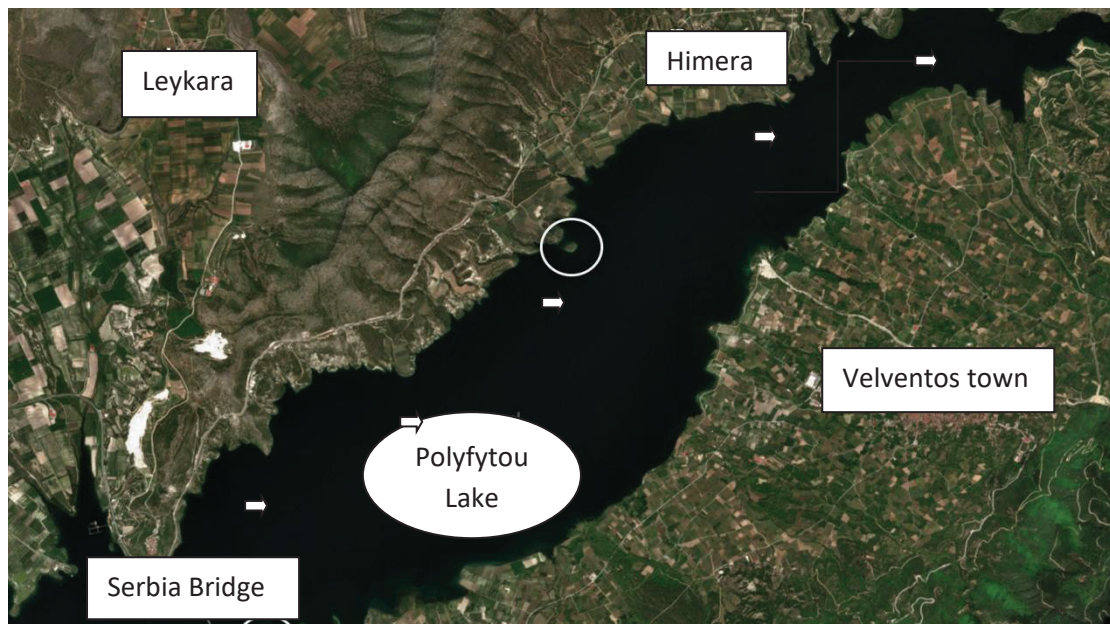 Leykara
Himera
Velventos town
Polyfytou
Lake
Serbia Bridge